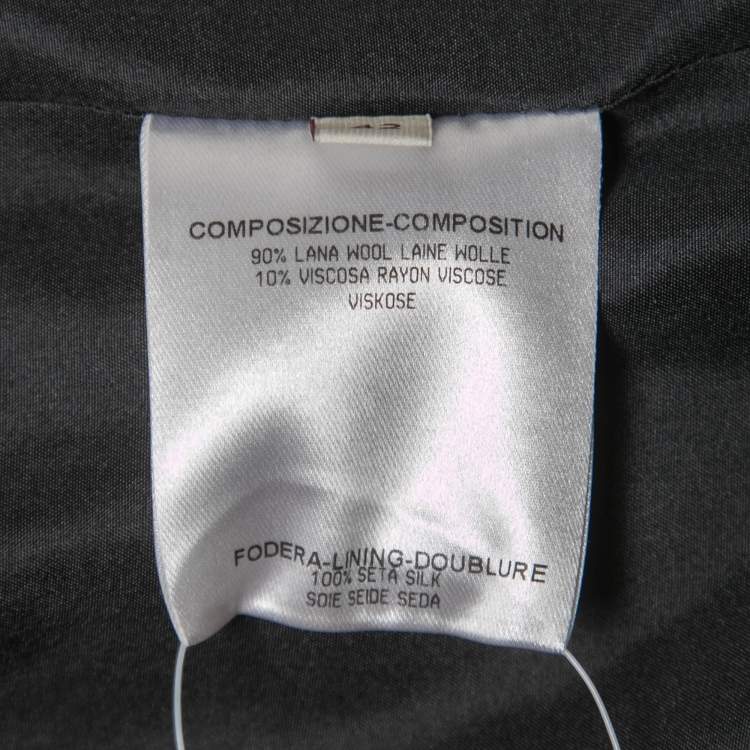 42
COMPOSIZIONE-COMPOSITION
90% LANA WOOL LAINE WOLLE
10% VISCOSA RAYON VISCOSE
VISKOSE
FODERA-LINING-DOUBLURE
100% SETA SILK
SOIE SEIDE SEDA